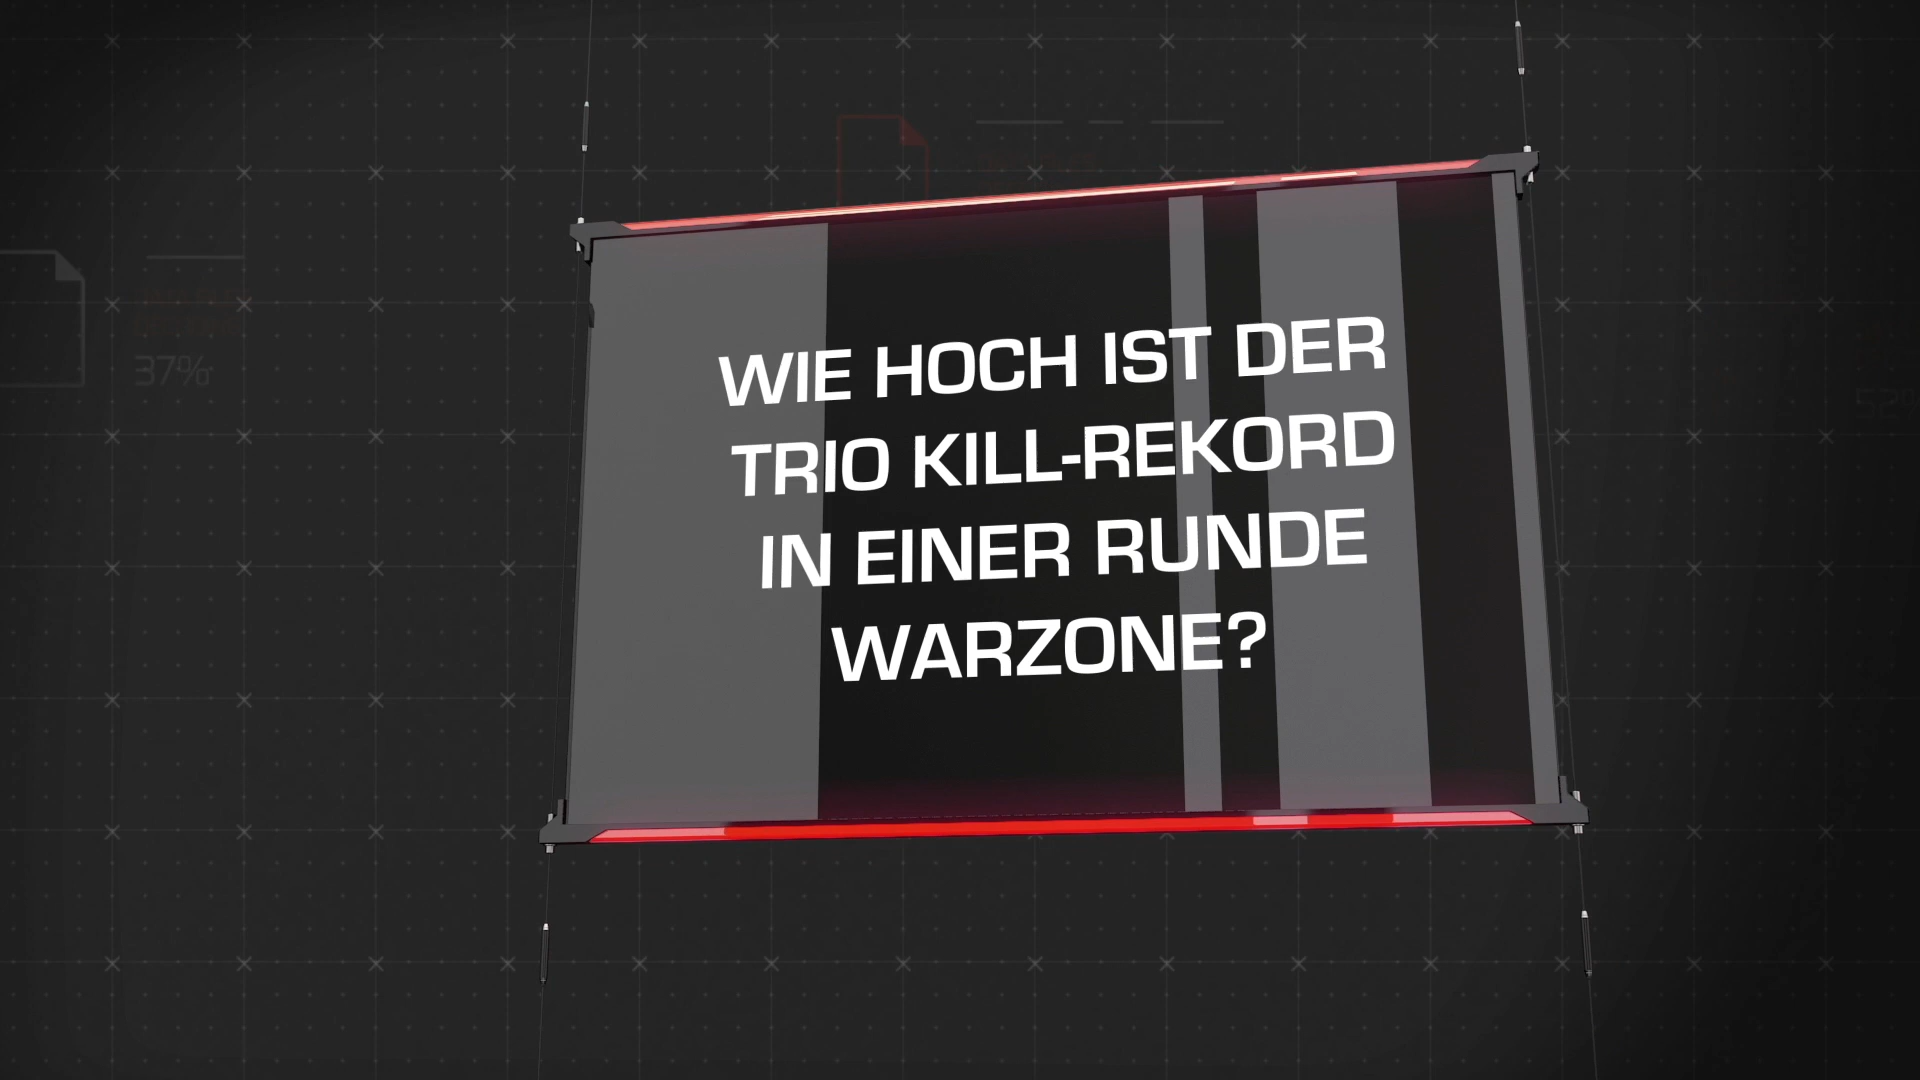 WIE HOCH IST DER
TRIO KILL-REKORD
IN EINER RUNDE
WARZONE?
37%